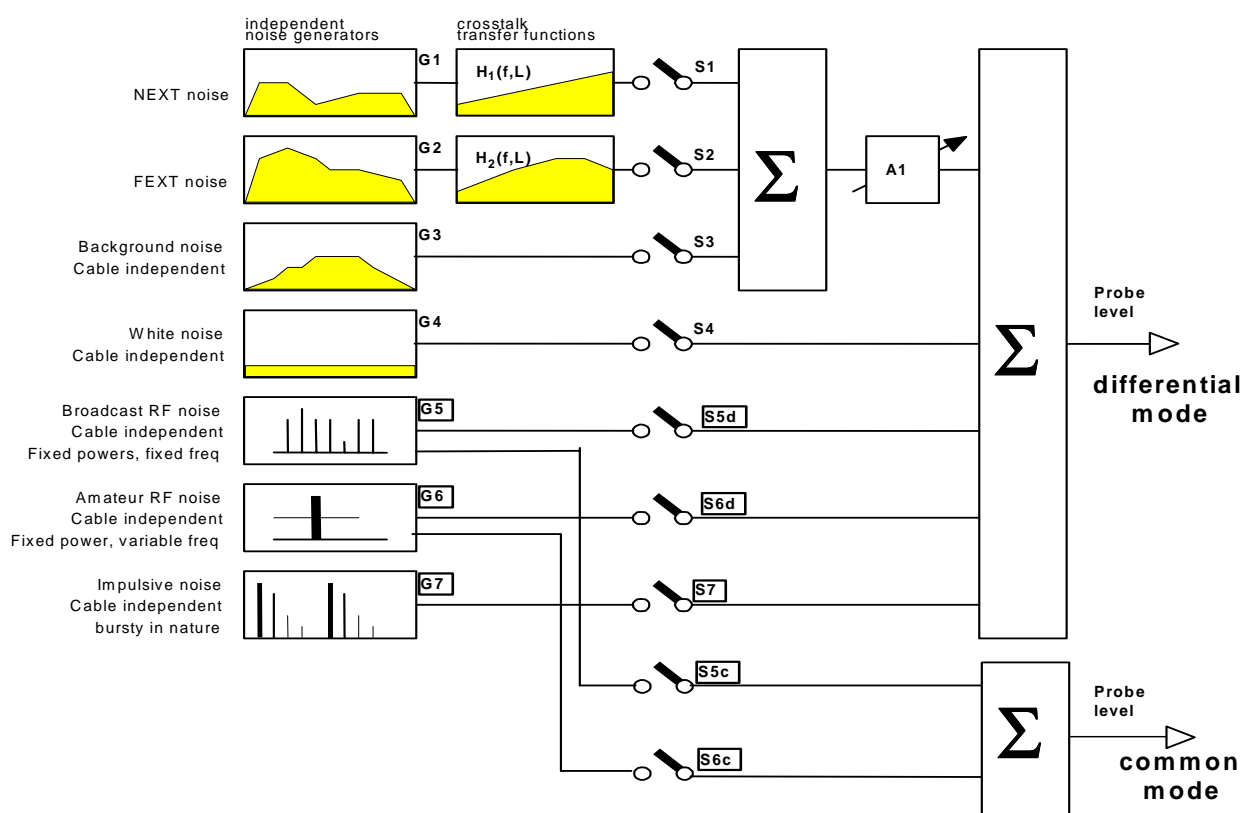 independent
noise generators
crosstalk
transfer functions
NEXT noise
G1
H1(f,L)
S1
FEXT noise
G2
H2(f,L)
S2
Σ
A1
Background noise
Cable independent
G3
S3
White noise
Cable independent
G4
S4
Σ
Probe
level
differential
mode
Broadcast RF noise
Cable independent
Fixed powers, fixed freq
G5
S5d
Amateur RF noise
Cable independent
Fixed power, variable freq
G6
S6d
Impulsive noise
Cable independent
bursty in nature
G7
S7
S5c
S6c
Σ
Probe
level
common
mode